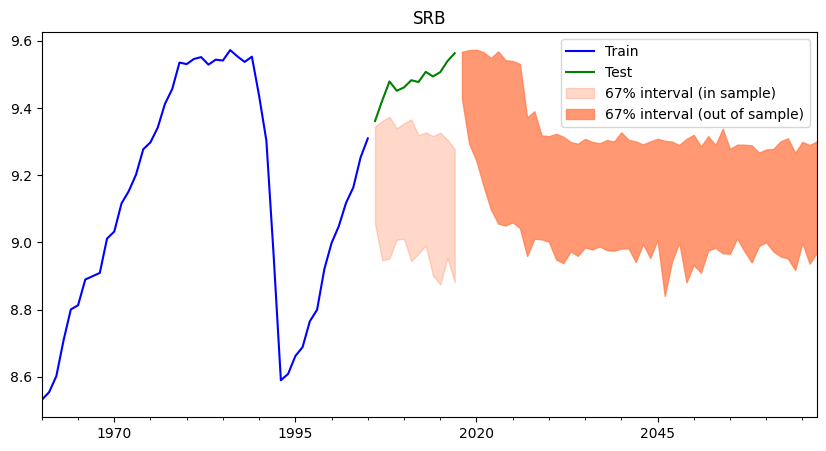 SRB
9.6
9.4
9.2
9.0
8.8
8.6
1970
1995
2020
2045
Train
Test
67% interval (in sample)
67% interval (out of sample)